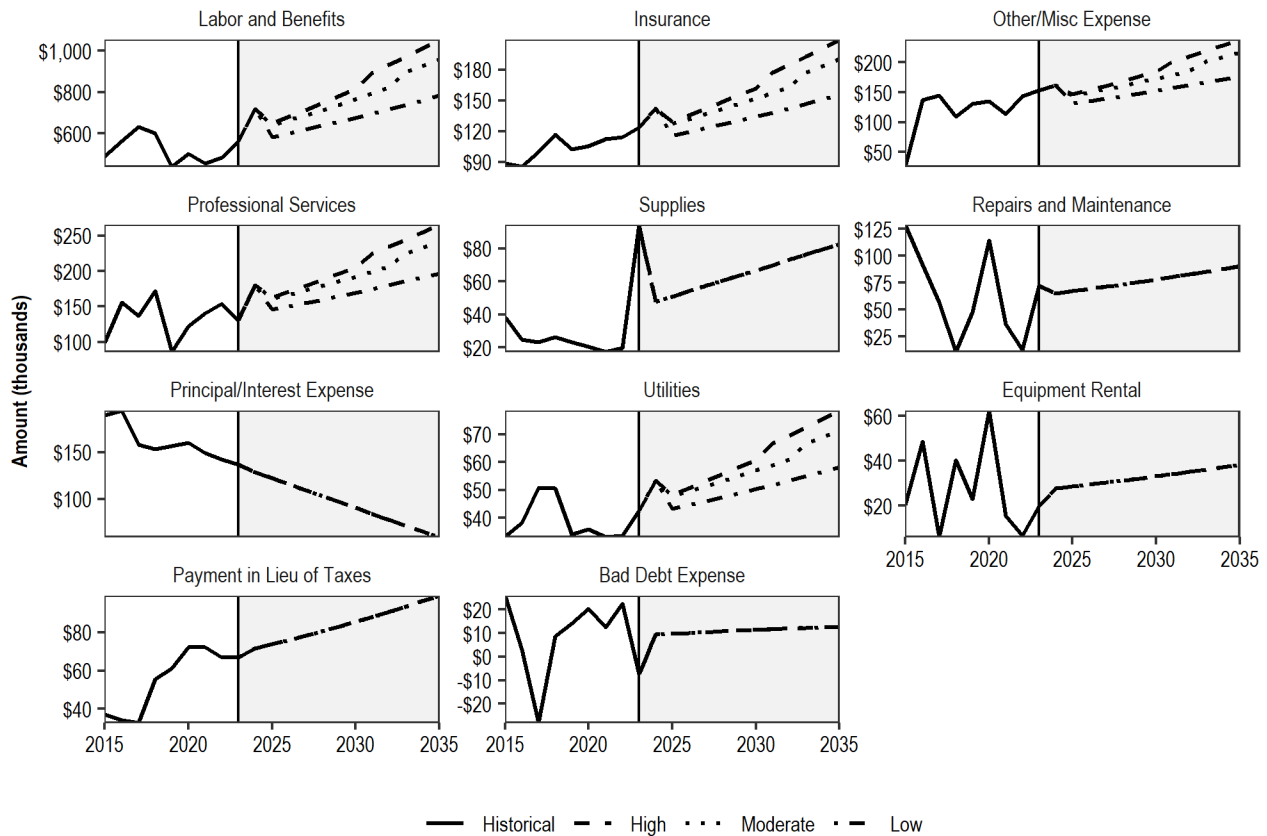 Labor and Benefits
$1,000
$800
$600
Insurance
$180
$150
$120
$90
Other/Misc Expense
$200
$150
$100
$50
Professional Services
$250
$200
$150
$100
Supplies
$80
$60
$40
$20
Repairs and Maintenance
$125
$100
$75
$50
$25
Amount (thousands)
Principal/Interest Expense
$150
$100
Utilities
$70
$60
$50
$40
Equipment Rental
$60
$40
$20
2015 2020 2025 2030 2035
Payment in Lieu of Taxes
$80
$60
$40
2015 2020 2025 2030 2035
Bad Debt Expense
$20
$10
$0
-$10
-$20
2015 2020 2025 2030 2035
Historical High Moderate Low